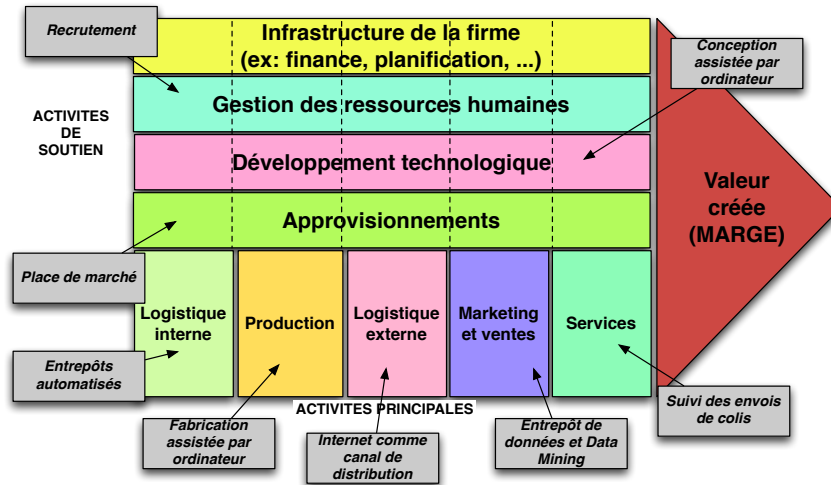 Recrutement
Infrastructure de la firme
(ex: finance, planification, ...)
Conception
assistée par
ordinateur
Gestion des ressources humaines
ACTIVITES
DE
SOUTIEN
Développement technologique
Valeur
créée
(MARGE)
Approvisionnements
Place de marché
Logistique
interne
Production
Logistique
externe
Marketing
et ventes
Services
Entrepôts
automatisés
Suivi des envois
de colis
ACTIVITES PRINCIPALES
Fabrication
assistée par
ordinateur
Internet comme
canal de
distribution
Entrepôt de
données et Data
Mining